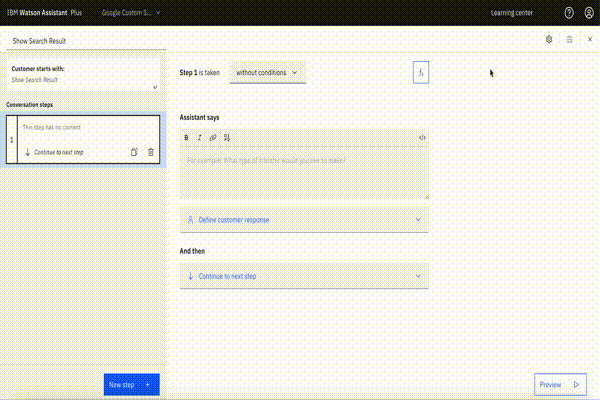 IBM Watson Assistant Plus
Google Custom S...
Learning center
Show Search Result
Customer starts with:
Show Search Result
Conversation steps
1
This step has no content
Continue to next step
New step +
Step 1 is taken
without conditions
Assistant says
B I
</>
For example: What type of transfer would you like to make?
Define customer response
And then
Continue to next step
Preview